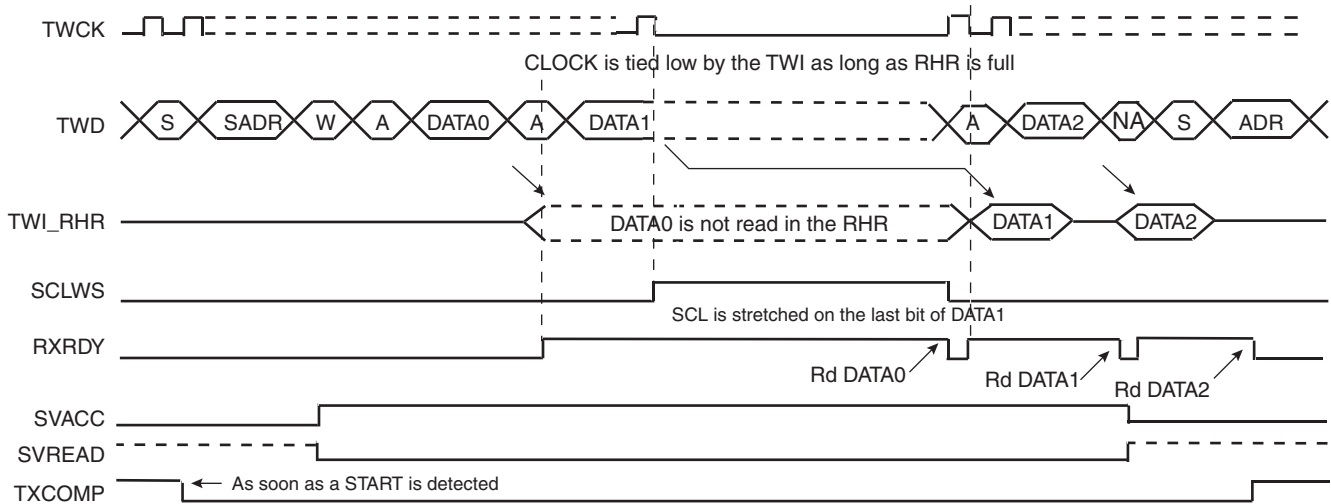 TWCK
CLOCK is tied low by the TWI as long as RHR is full
TWD S SADR W A DATA0 A DATA1 A DATA2 NA S ADR
TWI_RHR DATA0 is not read in the RHR DATA1 DATA2
SCLWS
SCL is stretched on the last bit of DATA1
RXRDY
Rd DATA0 Rd DATA1 Rd DATA2
SVACC
SVREAD
TXCOMP As soon as a START is detected